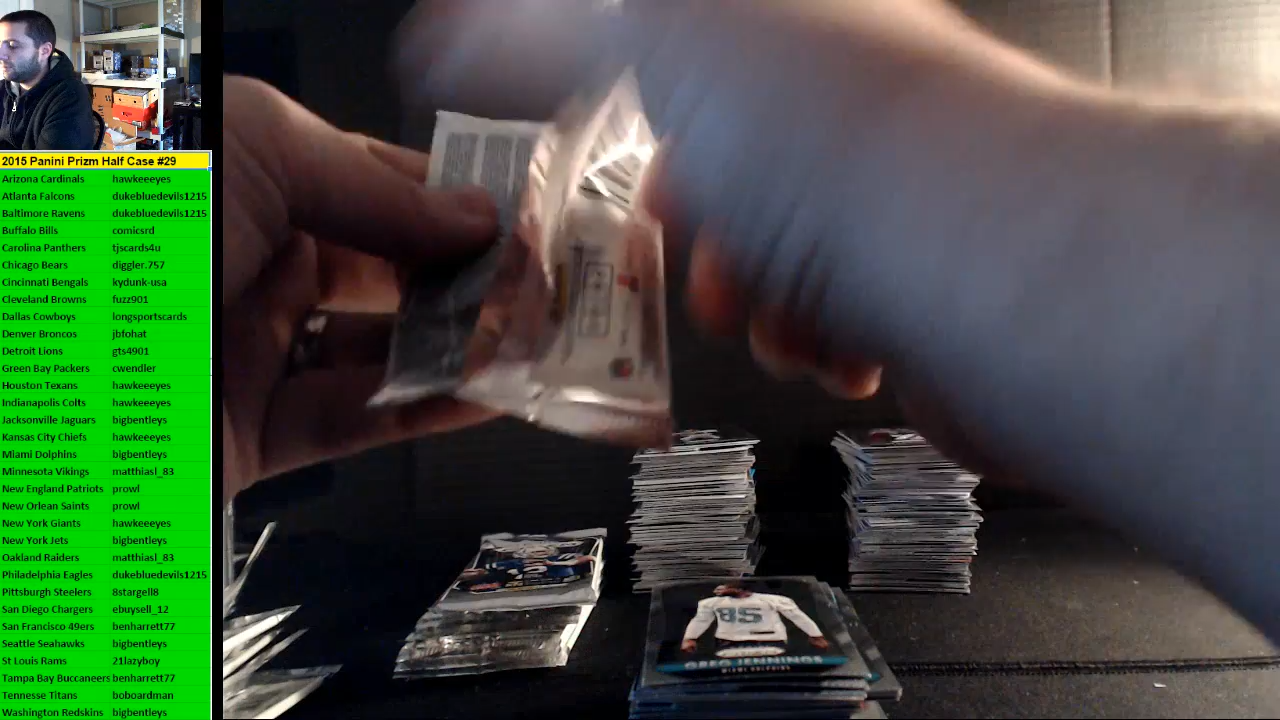 2015 Panini Prizm Half Case #29
Arizona Cardinals hawkeeeyes
Atlanta Falcons dukebluedevils1215
Baltimore Ravens dukebluedevils1215
Buffalo Bills comicsrd
Carolina Panthers tjscards4u
Chicago Bears diggler.757
Cincinnati Bengals kydunk-usa
Cleveland Browns fuzz901
Dallas Cowboys longsportscards
Denver Broncos jbfohat
Detroit Lions gts4901
Green Bay Packers cwendler
Houston Texans hawkeeeyes
Indianapolis Colts hawkeeeyes
Jacksonville Jaguars bigbentleys
Kansas City Chiefs hawkeeeyes
Miami Dolphins bigbentleys
Minnesota Vikings matthiasl_83
New England Patriots prowl
New Orlean Saints prowl
New York Giants hawkeeeyes
New York Jets bigbentleys
Oakland Raiders matthiasl_83
Philadelphia Eagles dukebluedevils1215
Pittsburgh Steelers 8stargell8
San Diego Chargers ebuysell_12
San Francisco 49ers benharrett77
Seattle Seahawks bigbentleys
St Louis Rams 21lazyboy
Tampa Bay Buccaneers benharrett77
Tennesse Titans boboardman
Washington Redskins bigbentleys
85
GREG JENNINGS
MIAMI DOLPHINS